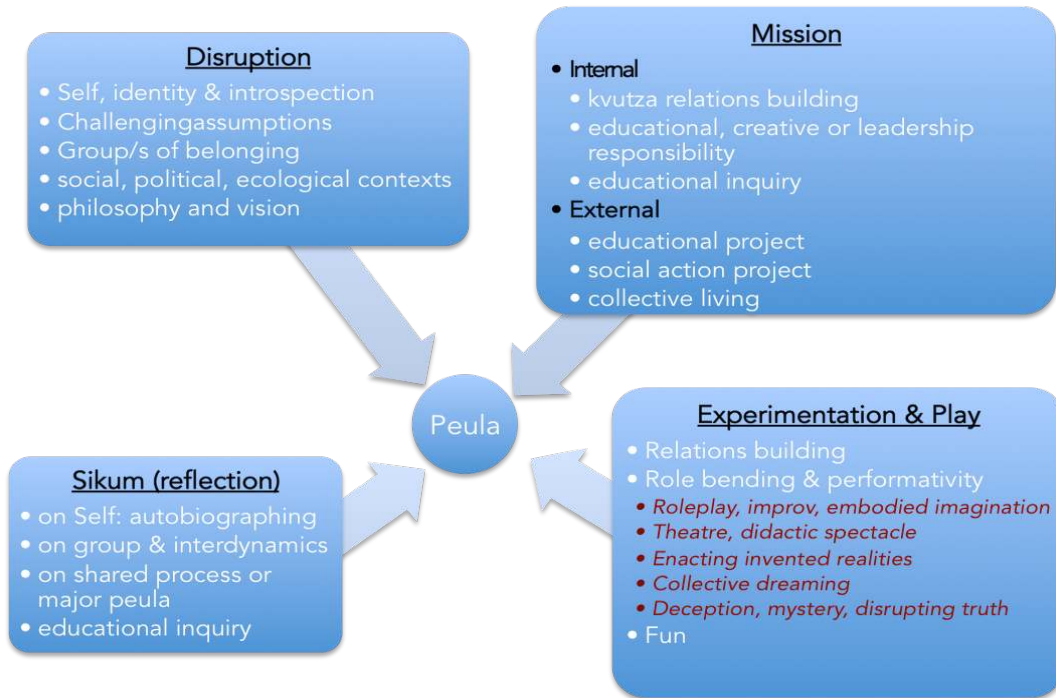 Disruption
• Self, identity & introspection
• Challengingassumptions
• Group/s of belonging
• social, political, ecological contexts
• philosophy and vision
Mission
• Internal
• kvutza relations building
• educational, creative or leadership
responsibility
• educational inquiry
• External
• educational project
• social action project
• collective living
Peula
Sikum (reflection)
• on Self: autobiographing
• on group & interdynamics
• on shared process or
major peula
• educational inquiry
Experimentation & Play
• Relations building
• Role bending & performativity
• Roleplay, improv, embodied imagination
• Theatre, didactic spectacle
• Enacting invented realities
• Collective dreaming
• Deception, mystery, disrupting truth
• Fun